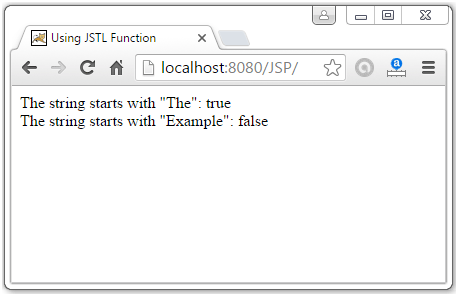 Using JSTL Function
localhost:8080/JSP/
The string starts with "The": true
The string starts with "Example": false